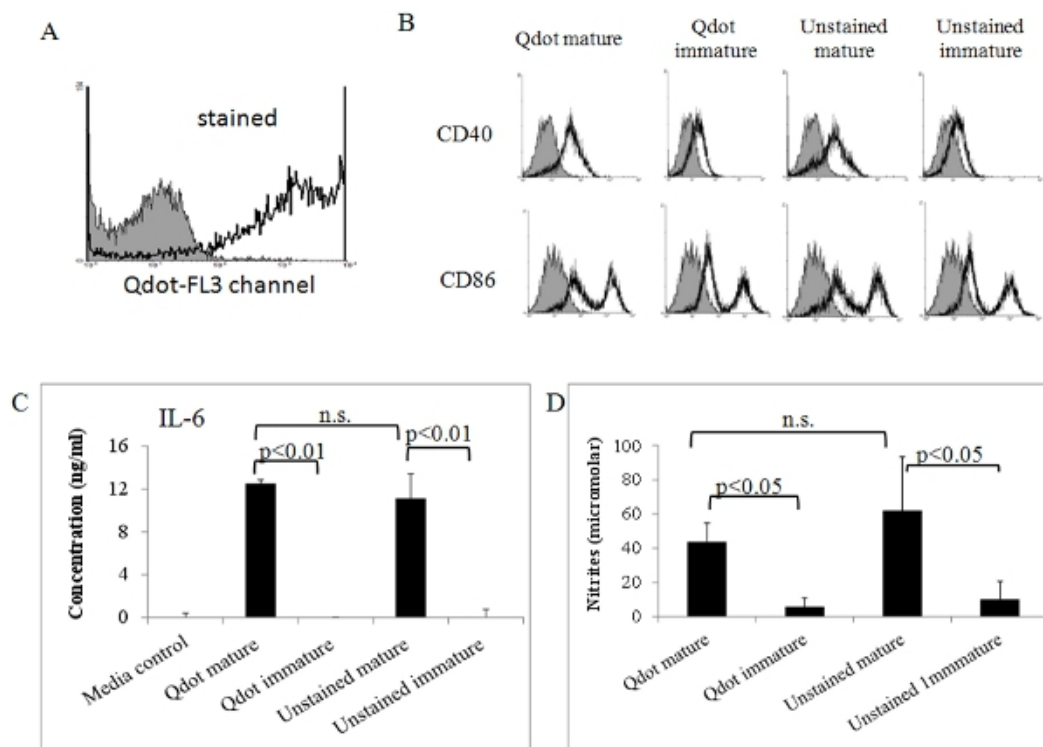 A
stained
Qdot-FL3 channel
B
Qdot mature
Qdot
immature
Unstained
mature
Unstained
immature
CD40
CD86
C
IL-6
n.s.
p<0.01
p<0.01
Concentration (ng/ml)
16
12
8
4
0
Media control
Qdot mature
Qdot immature
Unstained mature
Unstained immature
D
n.s.
p<0.05
p<0.05
Nitrites (micromolar)
100
80
60
40
20
0
Qdot mature
Qdot immature
Unstained mature
Unstained 1mmmature